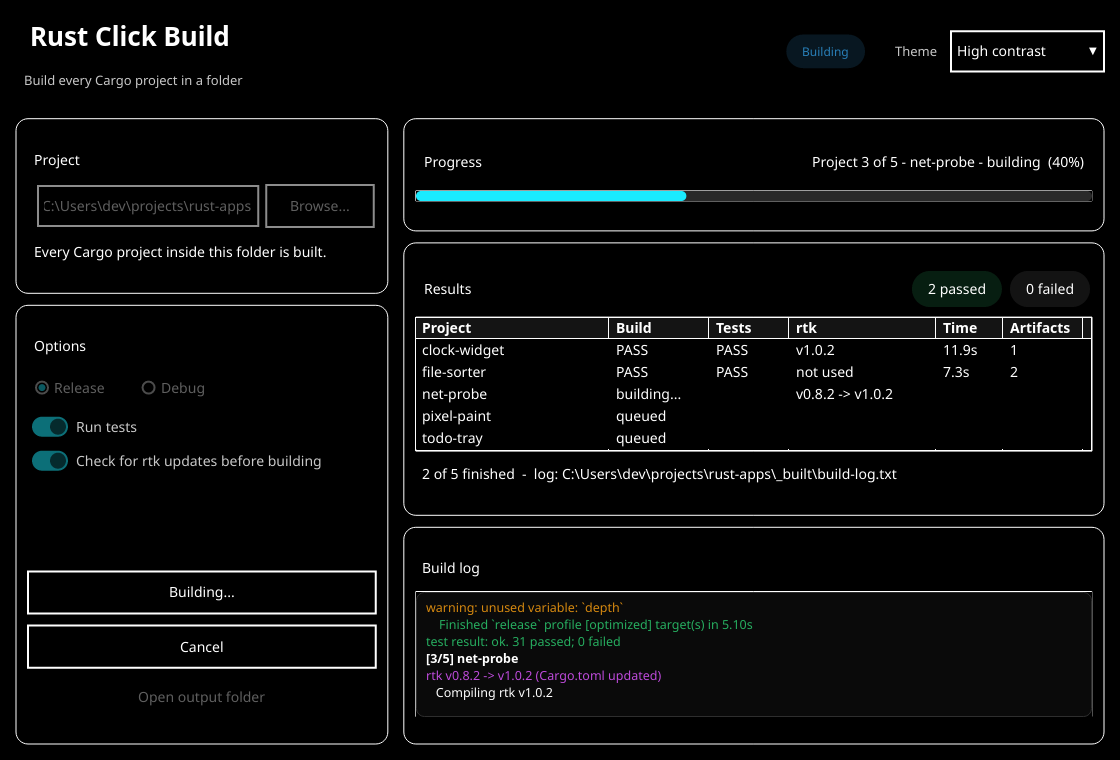 Rust Click Build
Build every Cargo project in a folder
Building
Theme
High contrast
Project
C:\Users\dev\projects\rust-apps
Browse...
Every Cargo project inside this folder is built.
Options
Release
Debug
Run tests
Check for rtk updates before building
Building...
Cancel
Open output folder
Progress
Project 3 of 5 - net-probe - building (40%)
Results
2 passed
0 failed
Project Build Tests rtk Time Artifacts
clock-widget PASS PASS v1.0.2 11.9s 1
file-sorter PASS PASS not used 7.3s 2
net-probe building... v0.8.2 -> v1.0.2
pixel-paint queued
todo-tray queued
2 of 5 finished - log: C:\Users\dev\projects\rust-apps\_built\build-log.txt
Build log
warning: unused variable: `depth`
Finished `release` profile [optimized] target(s) in 5.10s
test result: ok. 31 passed; 0 failed
[3/5] net-probe
rtk v0.8.2 -> v1.0.2 (Cargo.toml updated)
Compiling rtk v1.0.2